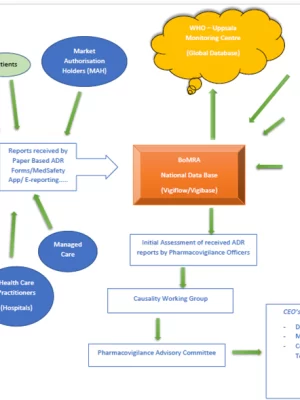 WHO – Uppsala
Monitoring Centre
(Global Database)
Market
Authorisation
Holders (MAH)
tients
Reports received by
Paper Based ADR
Forms/MedSafety
App/ E-reporting.....
BoMRA
National Data Base
(Vigiflow/Vigibase)
Managed
Care
Initial Assessment of received ADR
reports by Pharmacovigilance Officers
Health Care
Practitioners
(Hospitals)
Causality Working Group
Pharmacovigilance Advisory Committee
CEO's
- D
- M
- C
T